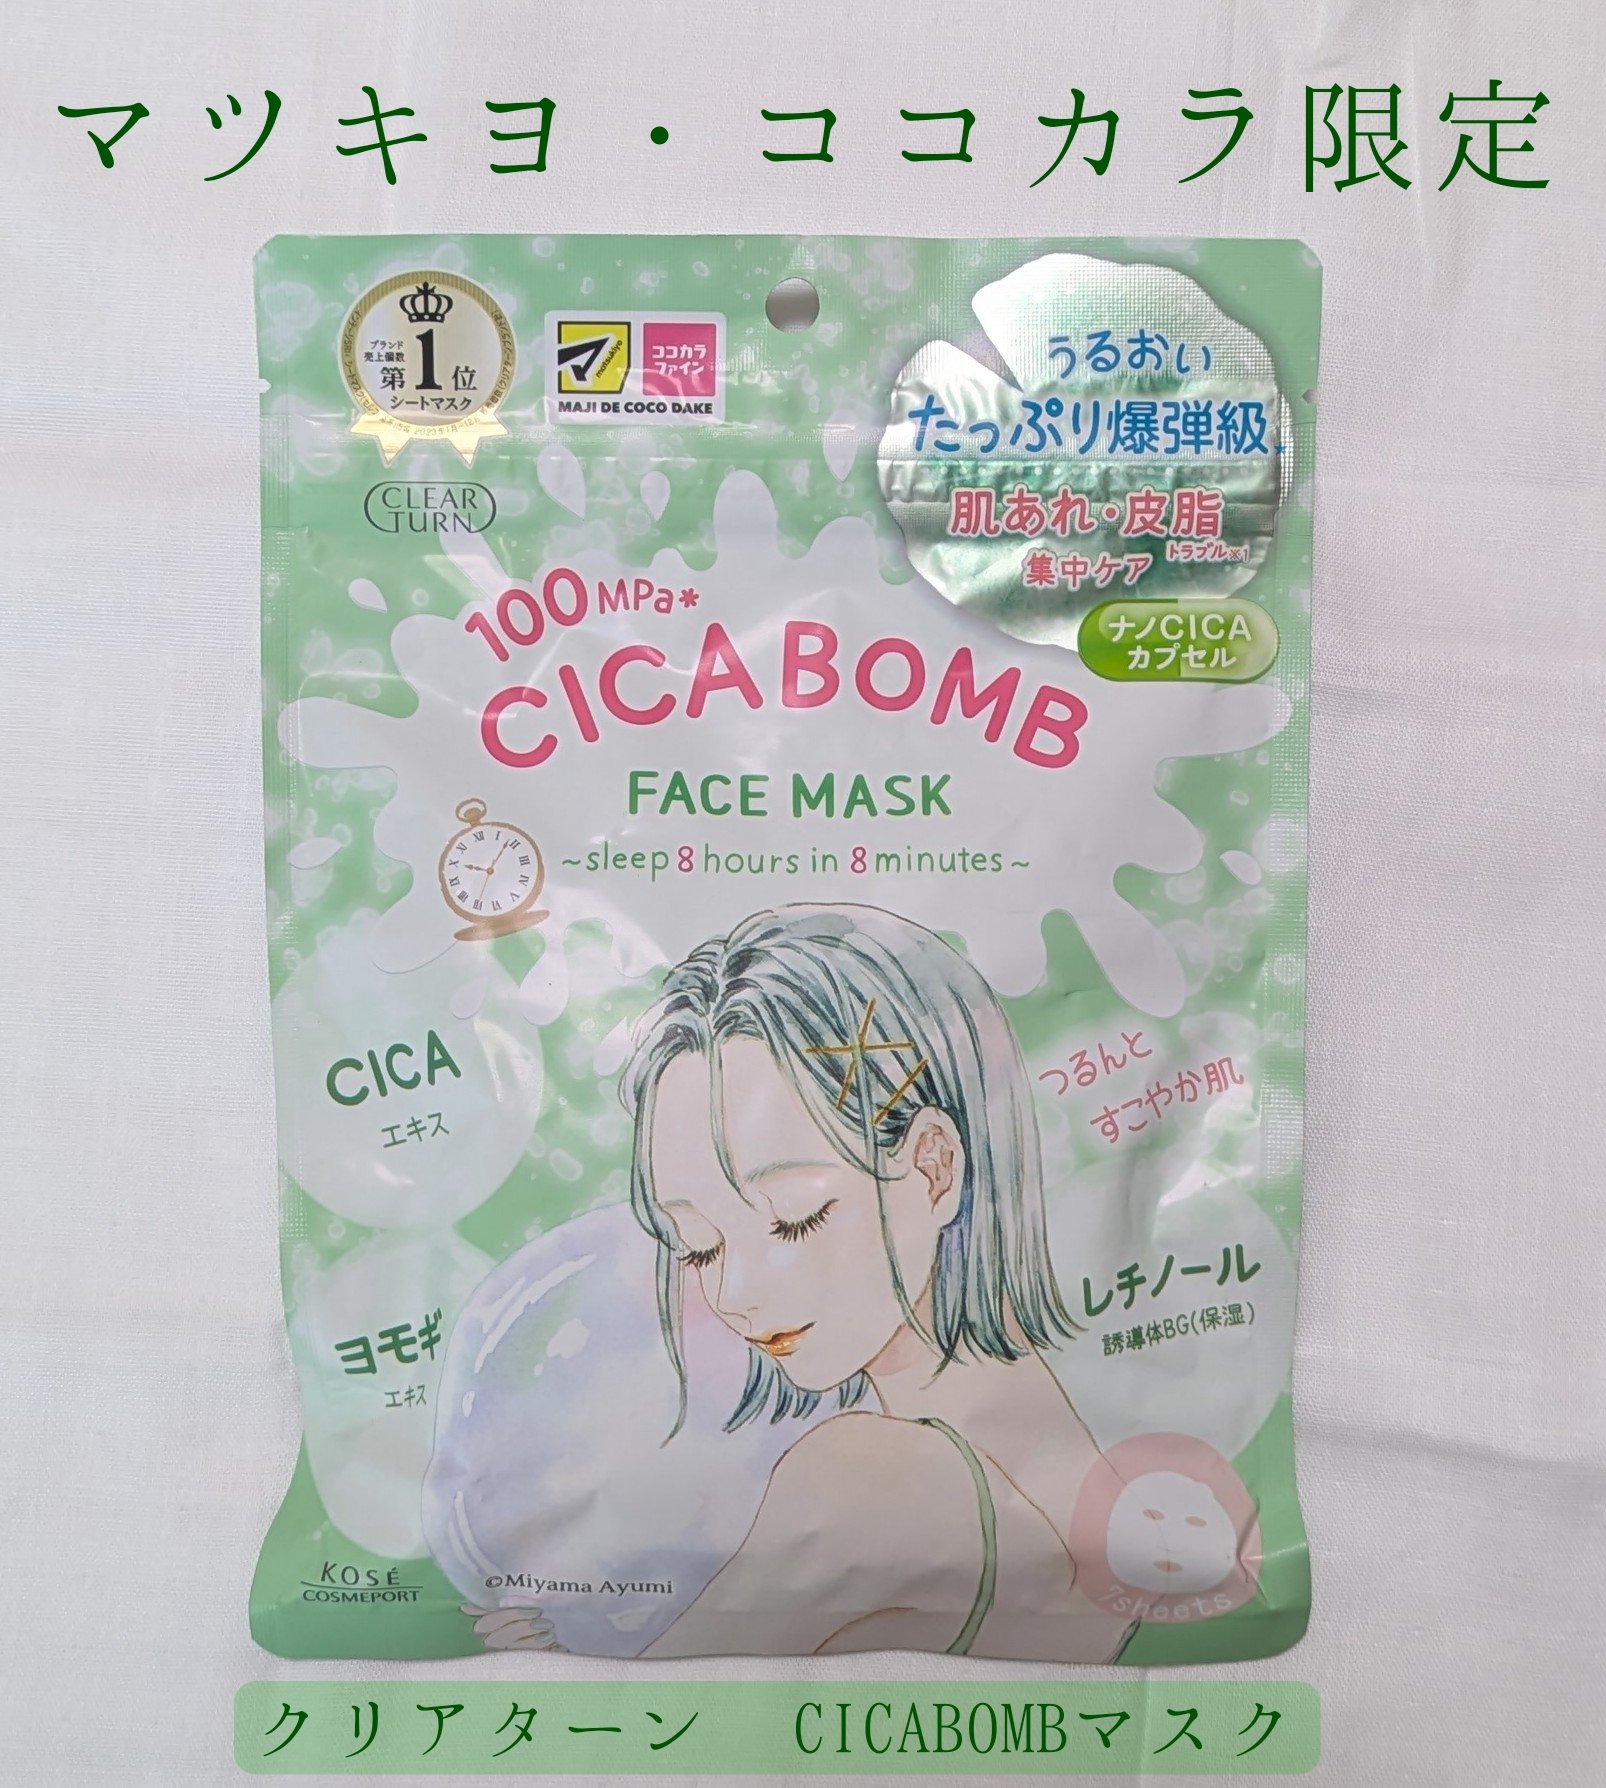 マツキヨ・ココカラ限定
ブランド
売上個数
第1位
シートマスク
matsukiyo
ココカラ
ファイン
MAJI DE COCO DAKE
CLEAR
TURN
うるおい
たっぷり爆弾級
肌あれ・皮脂
トラブル※1
集中ケア
ナノCICA
カプセル
100MPa*
CICABOMB
FACE MASK
~sleep 8 hours in 8 minutes~
CICA
エキス
つるんと
すこやか肌
ヨモギ
エキス
レチノール
誘導体BG(保湿)
7sheets
KOSÉ
COSMEPORT
©Miyama Ayumi
クリアターン CICABOMBマスク